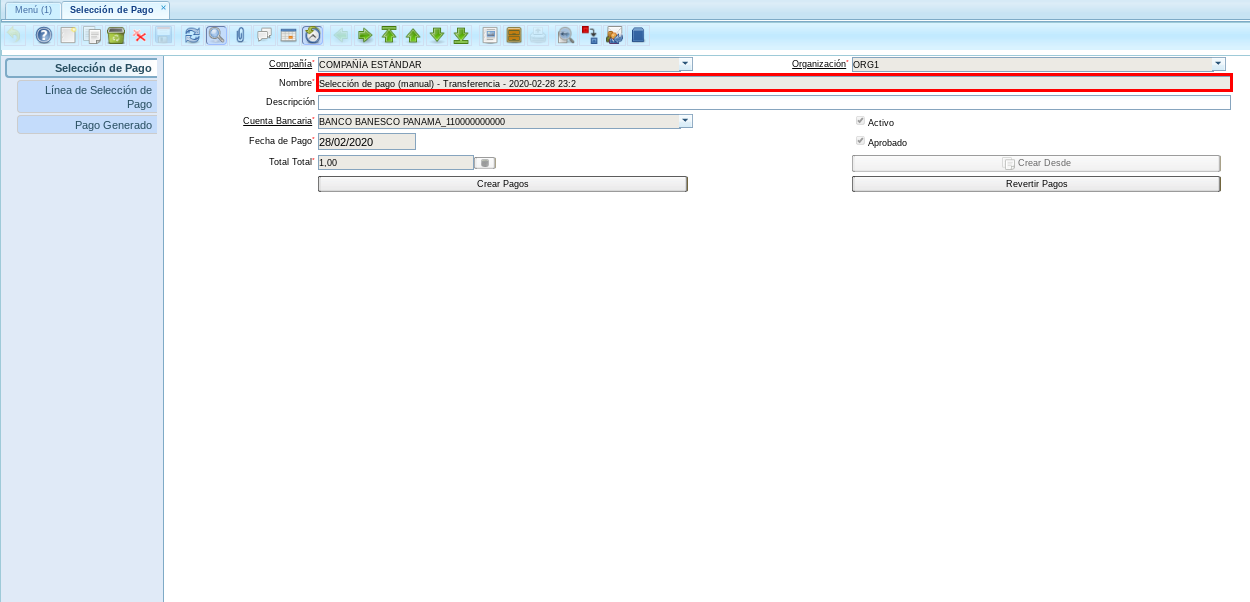 Menú (1)
Selección de Pago
Selección de Pago
Línea de Selección de
Pago
Pago Generado
Compañía* COMPAÑÍA ESTÁNDAR Organización* ORG1
Nombre* Selección de pago (manual) - Transferencia - 2020-02-28 23:2
Descripción
Cuenta Bancaria* BANCO BANESCO PANAMA_110000000000 Activo
Fecha de Pago* 28/02/2020 Aprobado
Total Total* 1,00 Crear Desde
Crear Pagos Revertir Pagos